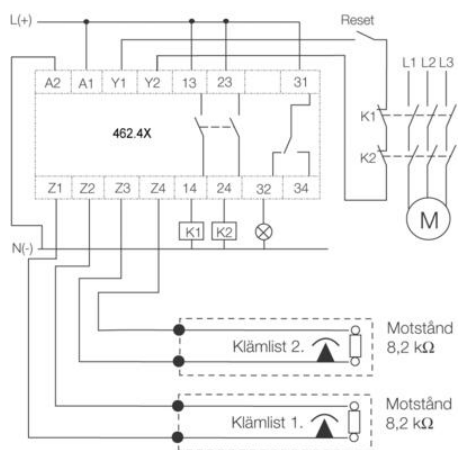 L(+)
Reset
L1 L2 L3
A2 A1 Y1 Y2 13 23 31
462.4X
K1
K2
Z1 Z2 Z3 Z4 14 24 32 34
K1 K2
M
N(-)
Klämlist 2.
Motstånd
8,2 kΩ
Klämlist 1.
Motstånd
8,2 kΩ